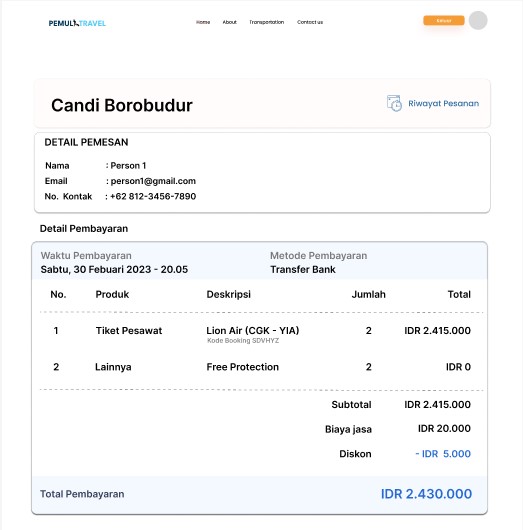 PEMULTRAVEL
Home About Transportation Contact us
Candi Borobudur
Riwayat Pesanan
DETAIL PEMESAN
Nama : Person 1
Email : person1@gmail.com
No. Kontak : +62 812-3456-7890
Detail Pembayaran
Waktu Pembayaran Metode Pembayaran
Sabtu, 30 Febuari 2023 - 20.05 Transfer Bank
No. Produk Deskripsi Jumlah Total
1 Tiket Pesawat Lion Air (CGK - YIA) 2 IDR 2.415.000
Kode Booking SDVHYZ
2 Lainnya Free Protection 2 IDR 0
Subtotal IDR 2.415.000
Biaya jasa IDR 20.000
Diskon - IDR 5.000
Total Pembayaran IDR 2.430.000